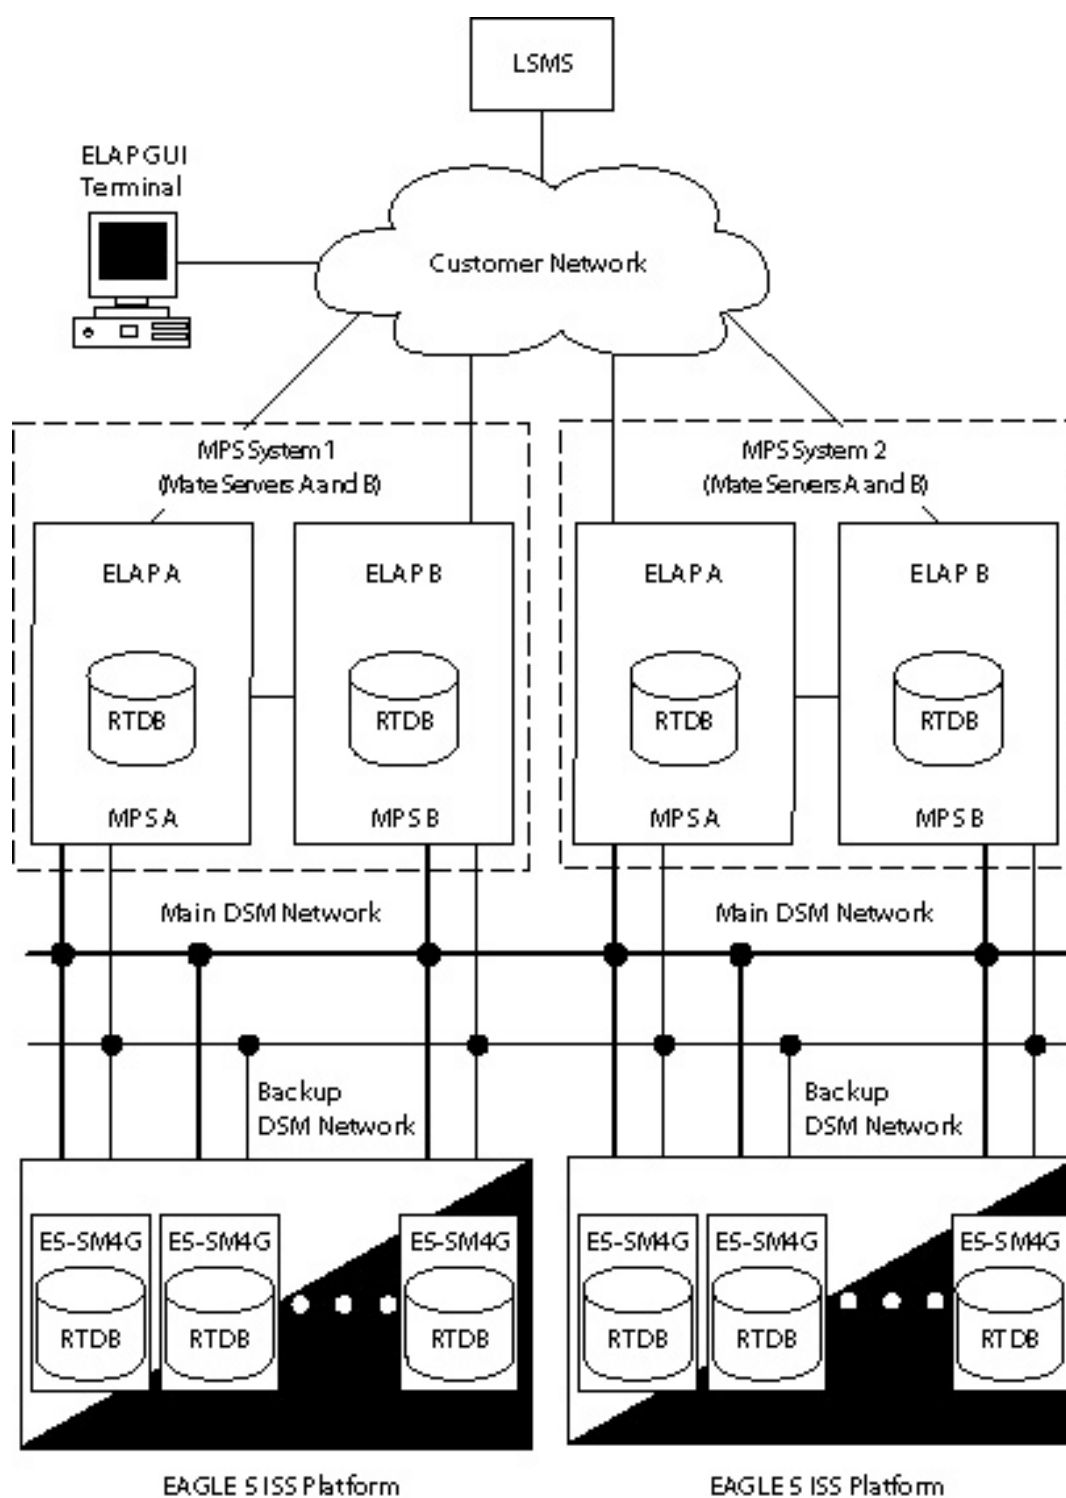 LSMS
ELAP GUI
Terminal
Customer Network
MPS System 1
(Mate Servers A and B)
MPS System 2
(Mate Servers A and B)
ELAP A
ELAP B
ELAP A
ELAP B
RTDB
RTDB
RTDB
RTDB
MPS A
MPS B
MPS A
MPS B
Main DSM Network
Main DSM Network
Backup
DSM Network
Backup
DSM Network
E5-SM4G
E5-SM4G
E5-SM4G
E5-SM4G
E5-SM4G
E5-SM4G
RTDB
RTDB
RTDB
RTDB
RTDB
RTDB
EAGLE 5 ISS Platform
EAGLE 5 ISS Platform